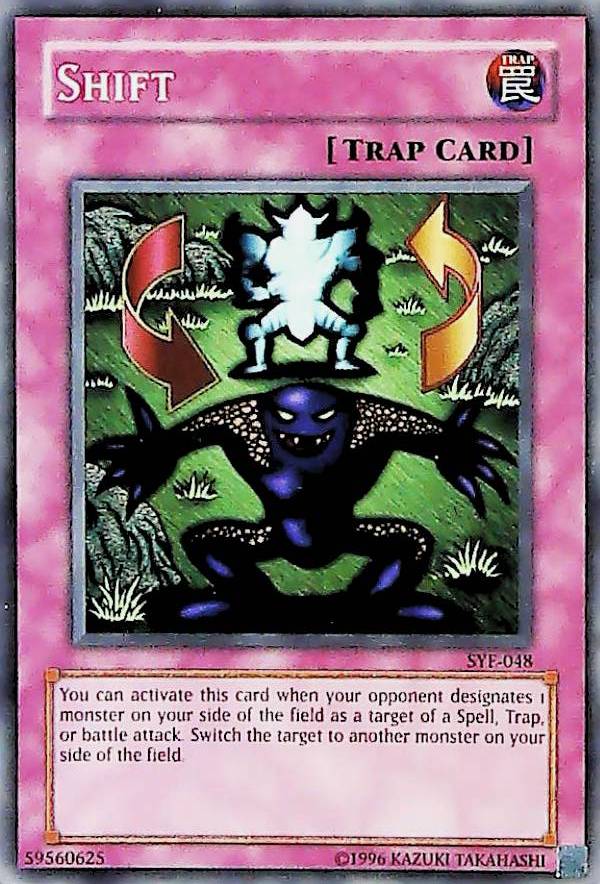 SHIFT
TRAP
罠
[TRAP CARD]
SYE-048
You can activate this card when your opponent designates 1
monster on your side of the field as a target of a Spell, Trap,
or battle attack. Switch the target to another monster on your
side of the field.
59560625 ©1996 KAZUKI TAKAHASHI